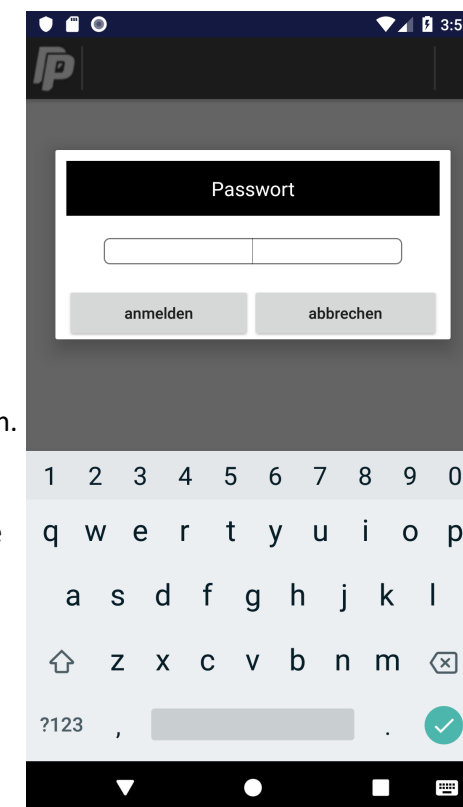 3:5
Passwort
anmelden abbrechen
n.
e
1 2 3 4 5 6 7 8 9 0
q w e r t y u i o p
a s d f g h j k l
z x c v b n m
?123 , .